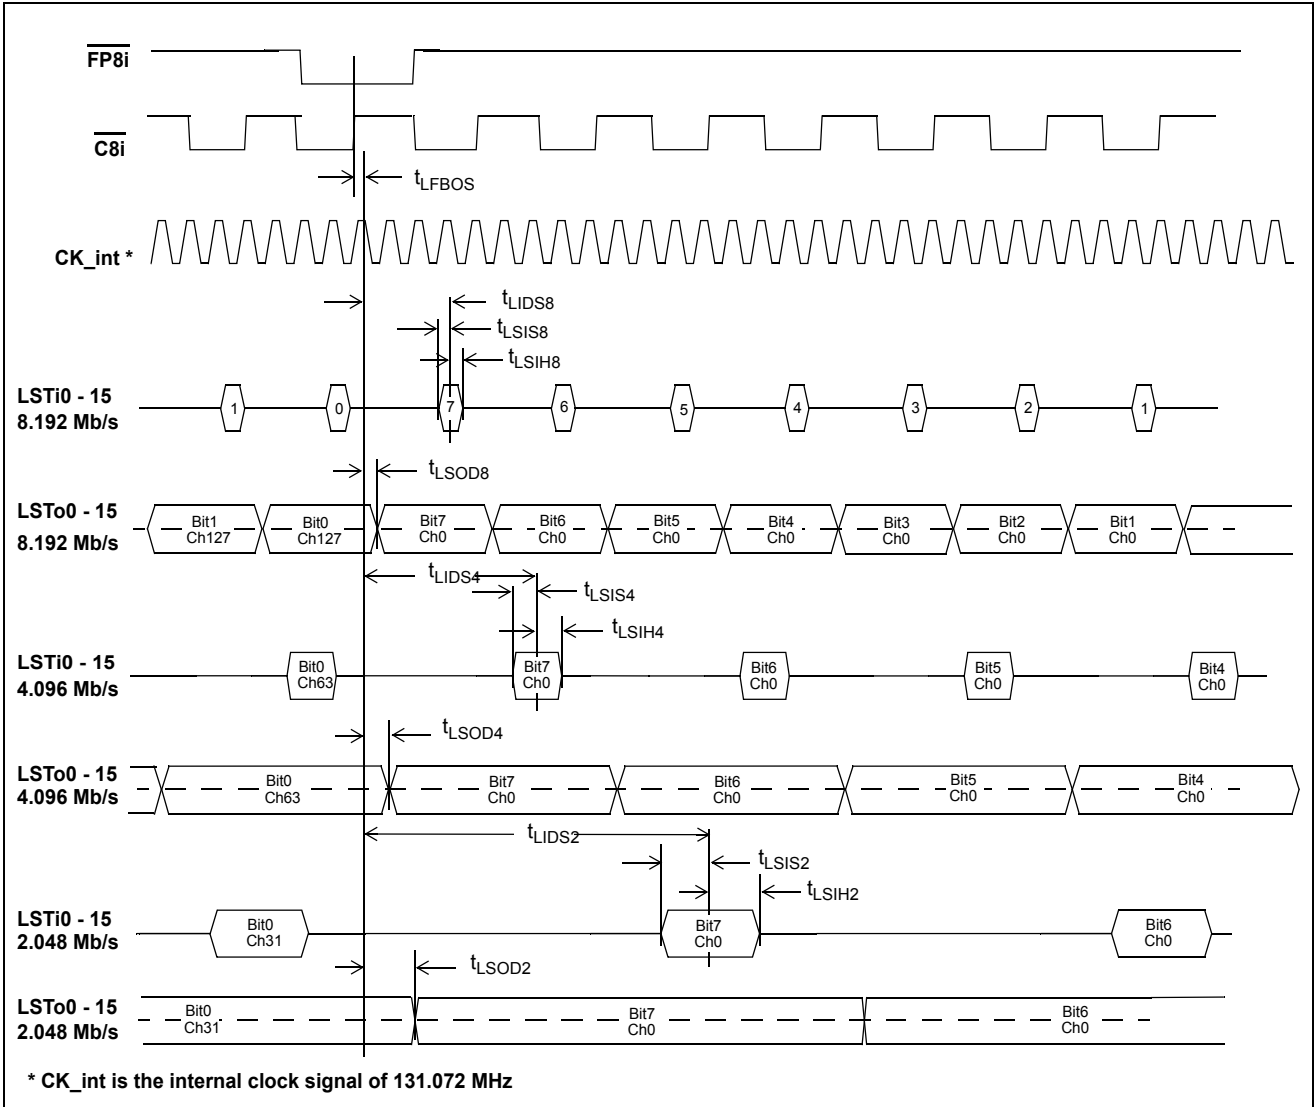 FP8i
C8i
tLFBOS
CK_int *
tLIDS8
tLSIS8
tLSIH8
LSTi0 - 15
8.192 Mb/s
1 0 7 6 5 4 3 2 1
tLSOD8
LSTo0 - 15
8.192 Mb/s
Bit1 Ch127
Bit0 Ch127
Bit7 Ch0
Bit6 Ch0
Bit5 Ch0
Bit4 Ch0
Bit3 Ch0
Bit2 Ch0
Bit1 Ch0
tLIDS4
tLSIS4
tLSIH4
LSTi0 - 15
4.096 Mb/s
Bit0 Ch63
Bit7 Ch0
Bit6 Ch0
Bit5 Ch0
Bit4 Ch0
tLSOD4
LSTo0 - 15
4.096 Mb/s
Bit0 Ch63
Bit7 Ch0
Bit6 Ch0
Bit5 Ch0
Bit4 Ch0
tLIDS2
tLSIS2
tLSIH2
LSTi0 - 15
2.048 Mb/s
Bit0 Ch31
Bit7 Ch0
Bit6 Ch0
tLSOD2
LSTo0 - 15
2.048 Mb/s
Bit0 Ch31
Bit7 Ch0
Bit6 Ch0
* CK_int is the internal clock signal of 131.072 MHz